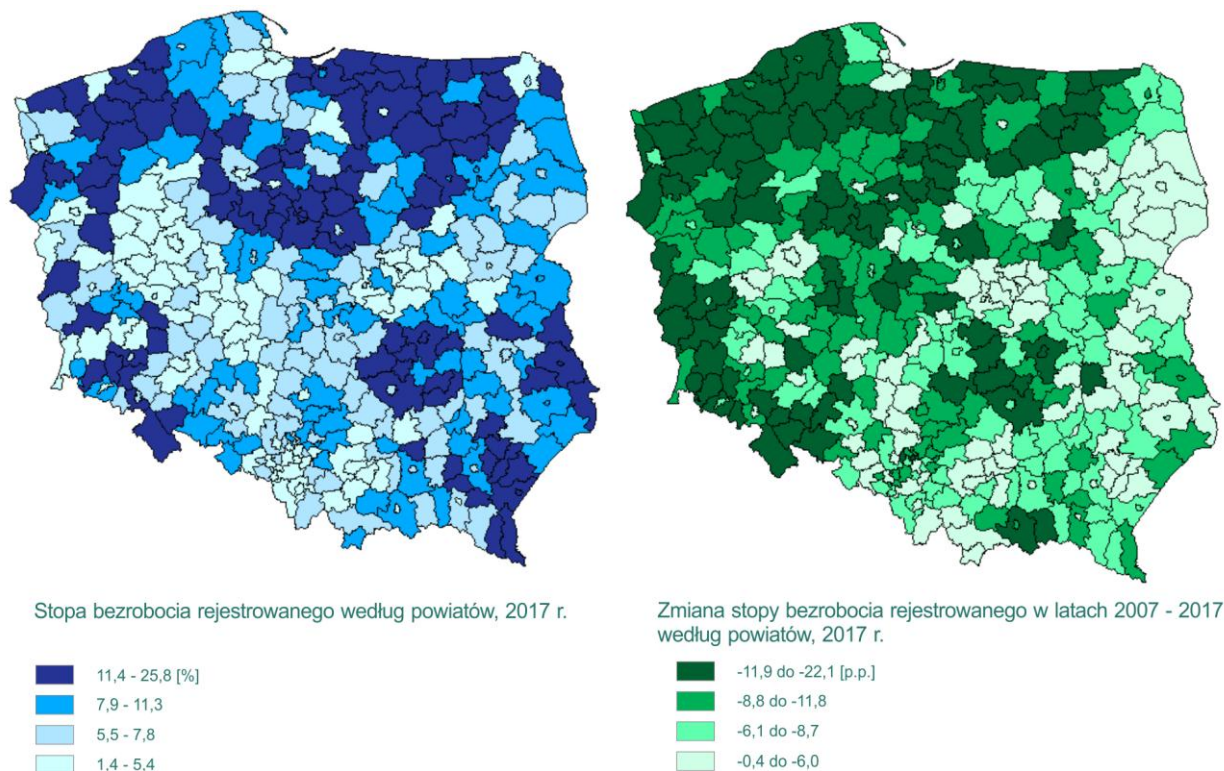 Stopa bezrobocia rejestrowanego według powiatów, 2017 r.
11,4 - 25,8 [%]
7,9 - 11,3
5,5 - 7,8
1,4 - 5,4
Zmiana stopy bezrobocia rejestrowanego w latach 2007 - 2017
według powiatów, 2017 r.
-11,9 do -22,1 [p.p.]
-8,8 do -11,8
-6,1 do -8,7
-0,4 do -6,0